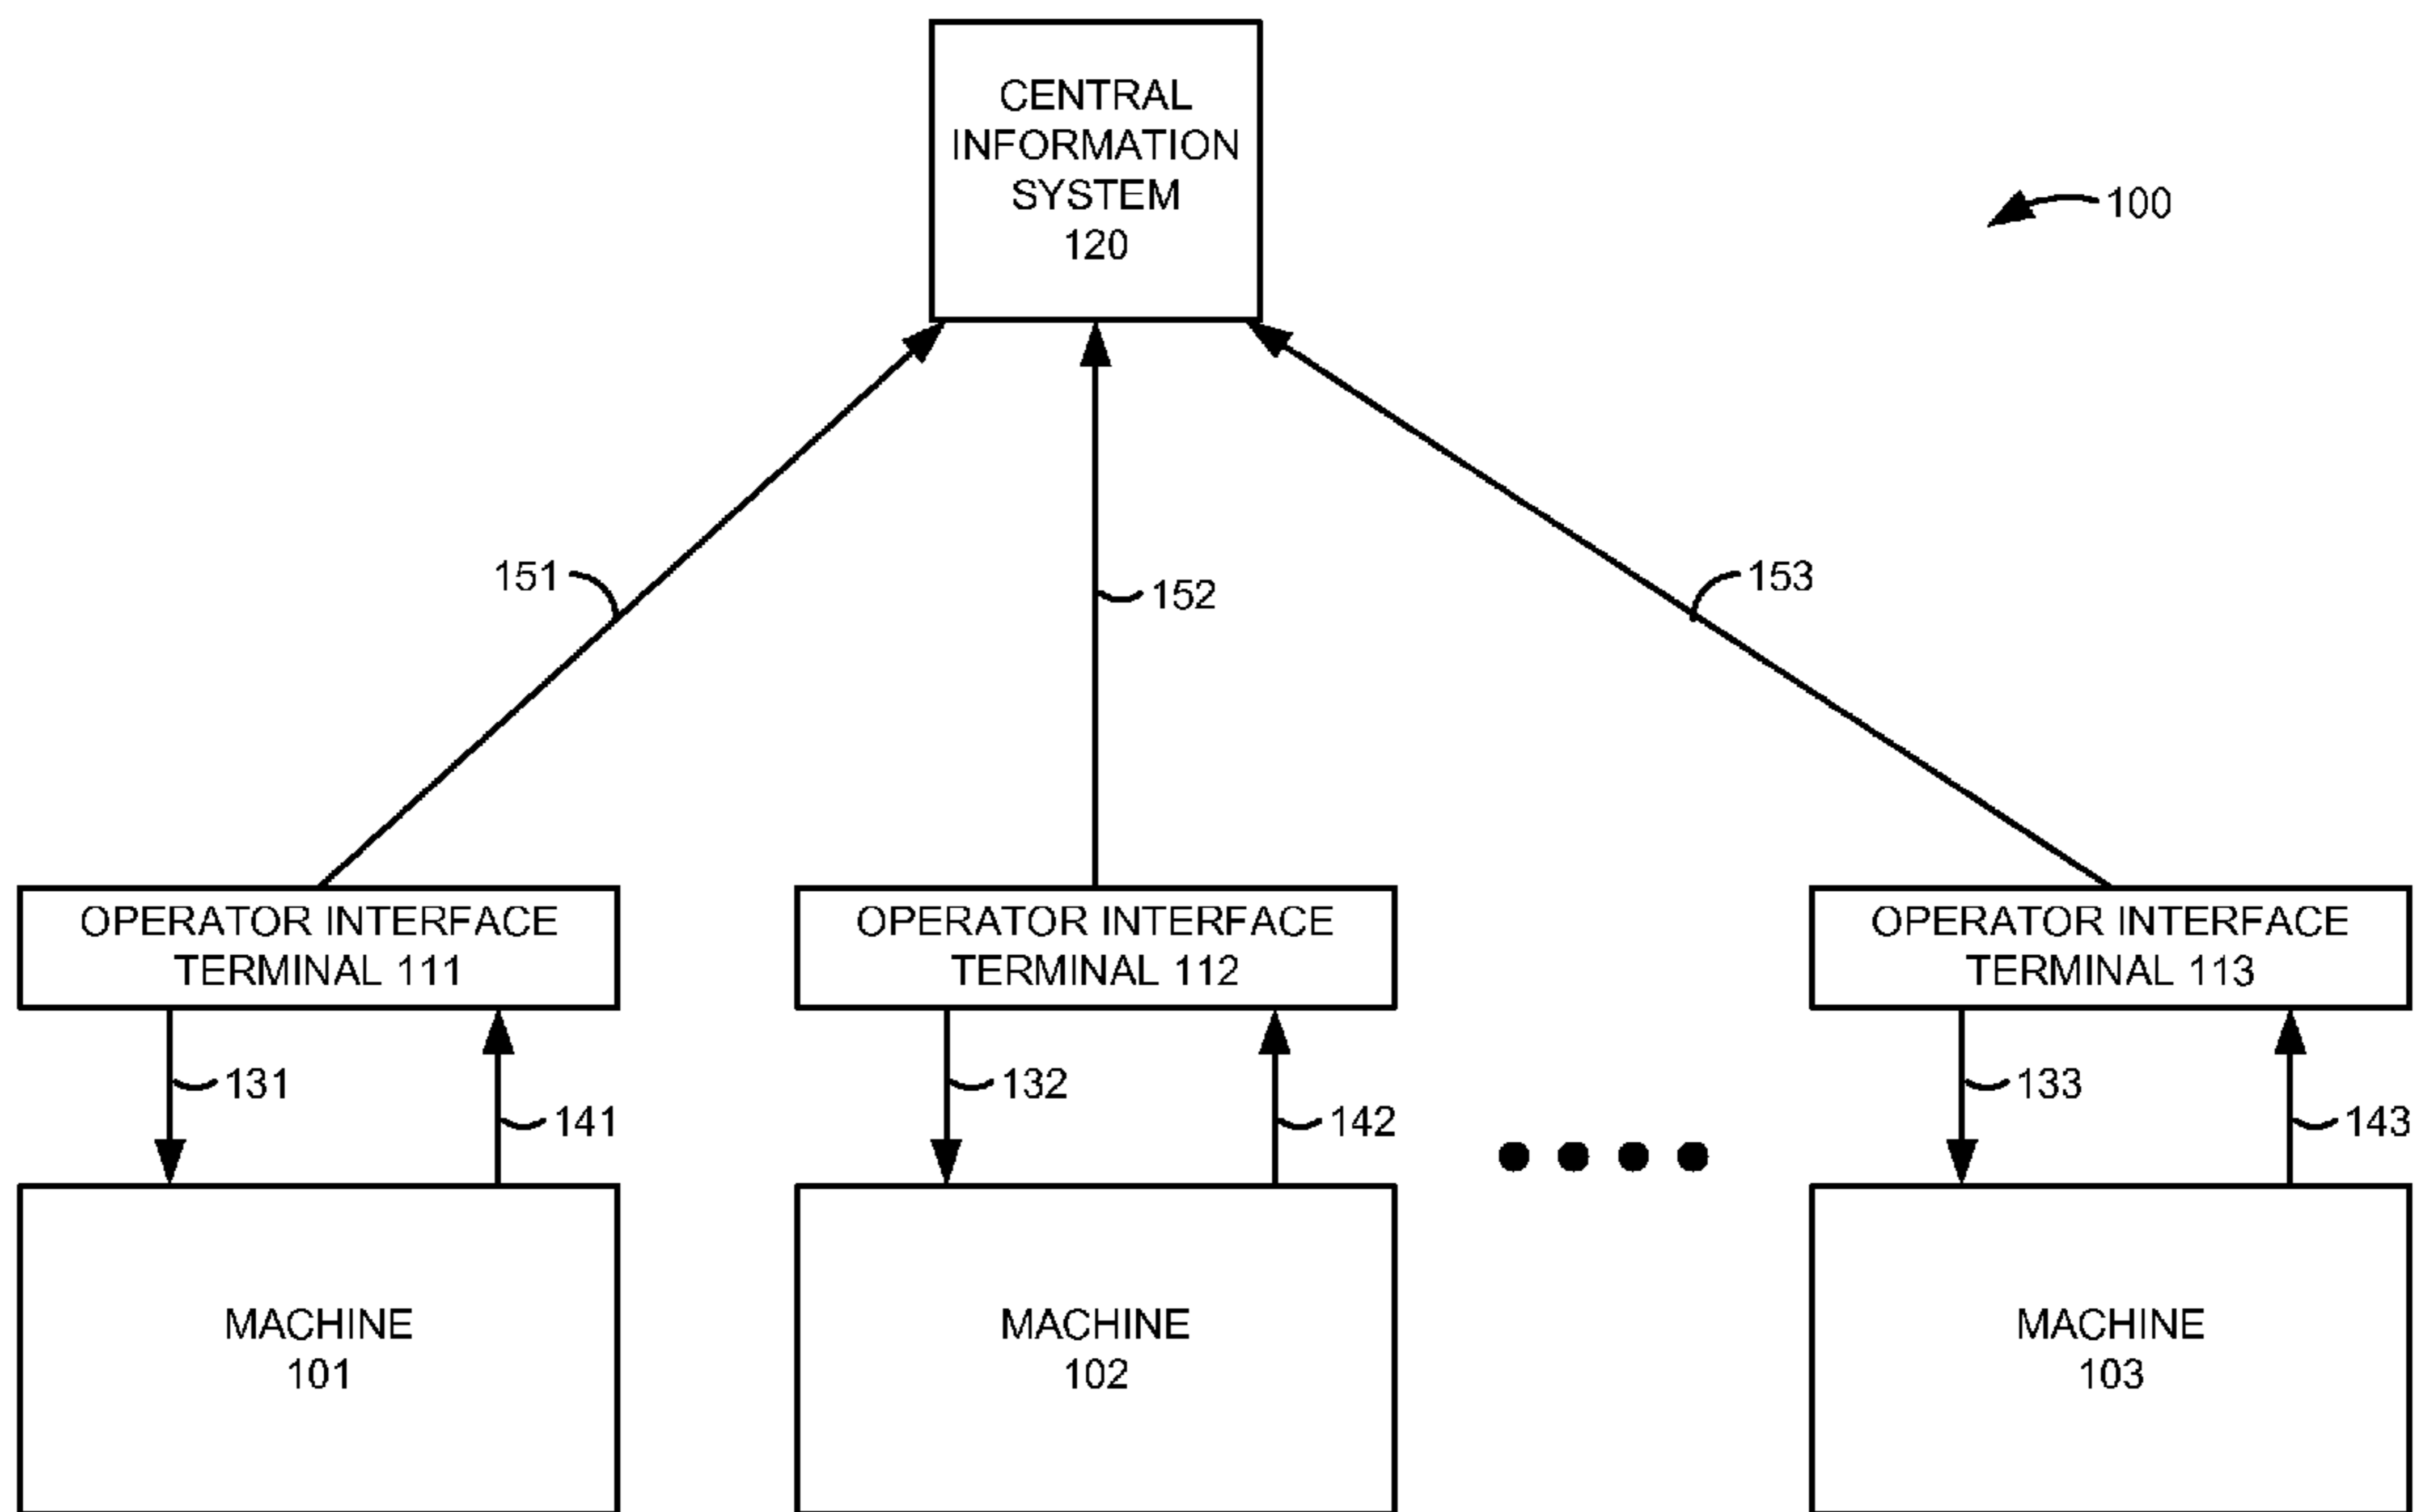 CENTRAL
INFORMATION
SYSTEM
120
100
151
152
153
OPERATOR INTERFACE
TERMINAL 111
OPERATOR INTERFACE
TERMINAL 112
OPERATOR INTERFACE
TERMINAL 113
131
141
132
142
133
143
MACHINE
101
MACHINE
102
MACHINE
103